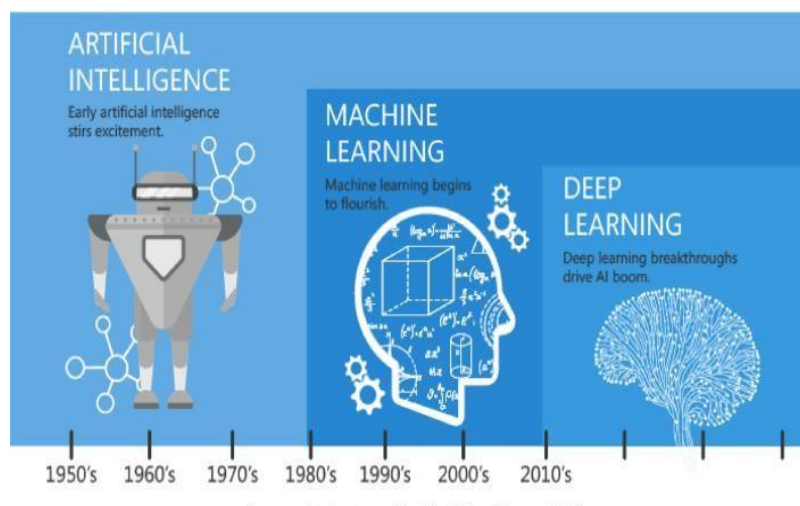 ARTIFICIAL
INTELLIGENCE
Early artificial intelligence
stirs excitement.
MACHINE
LEARNING
Machine learning begins
to flourish.
DEEP
LEARNING
Deep learning breakthroughs
drive AI boom.
1950's 1960's 1970's 1980's 1990's 2000's 2010's